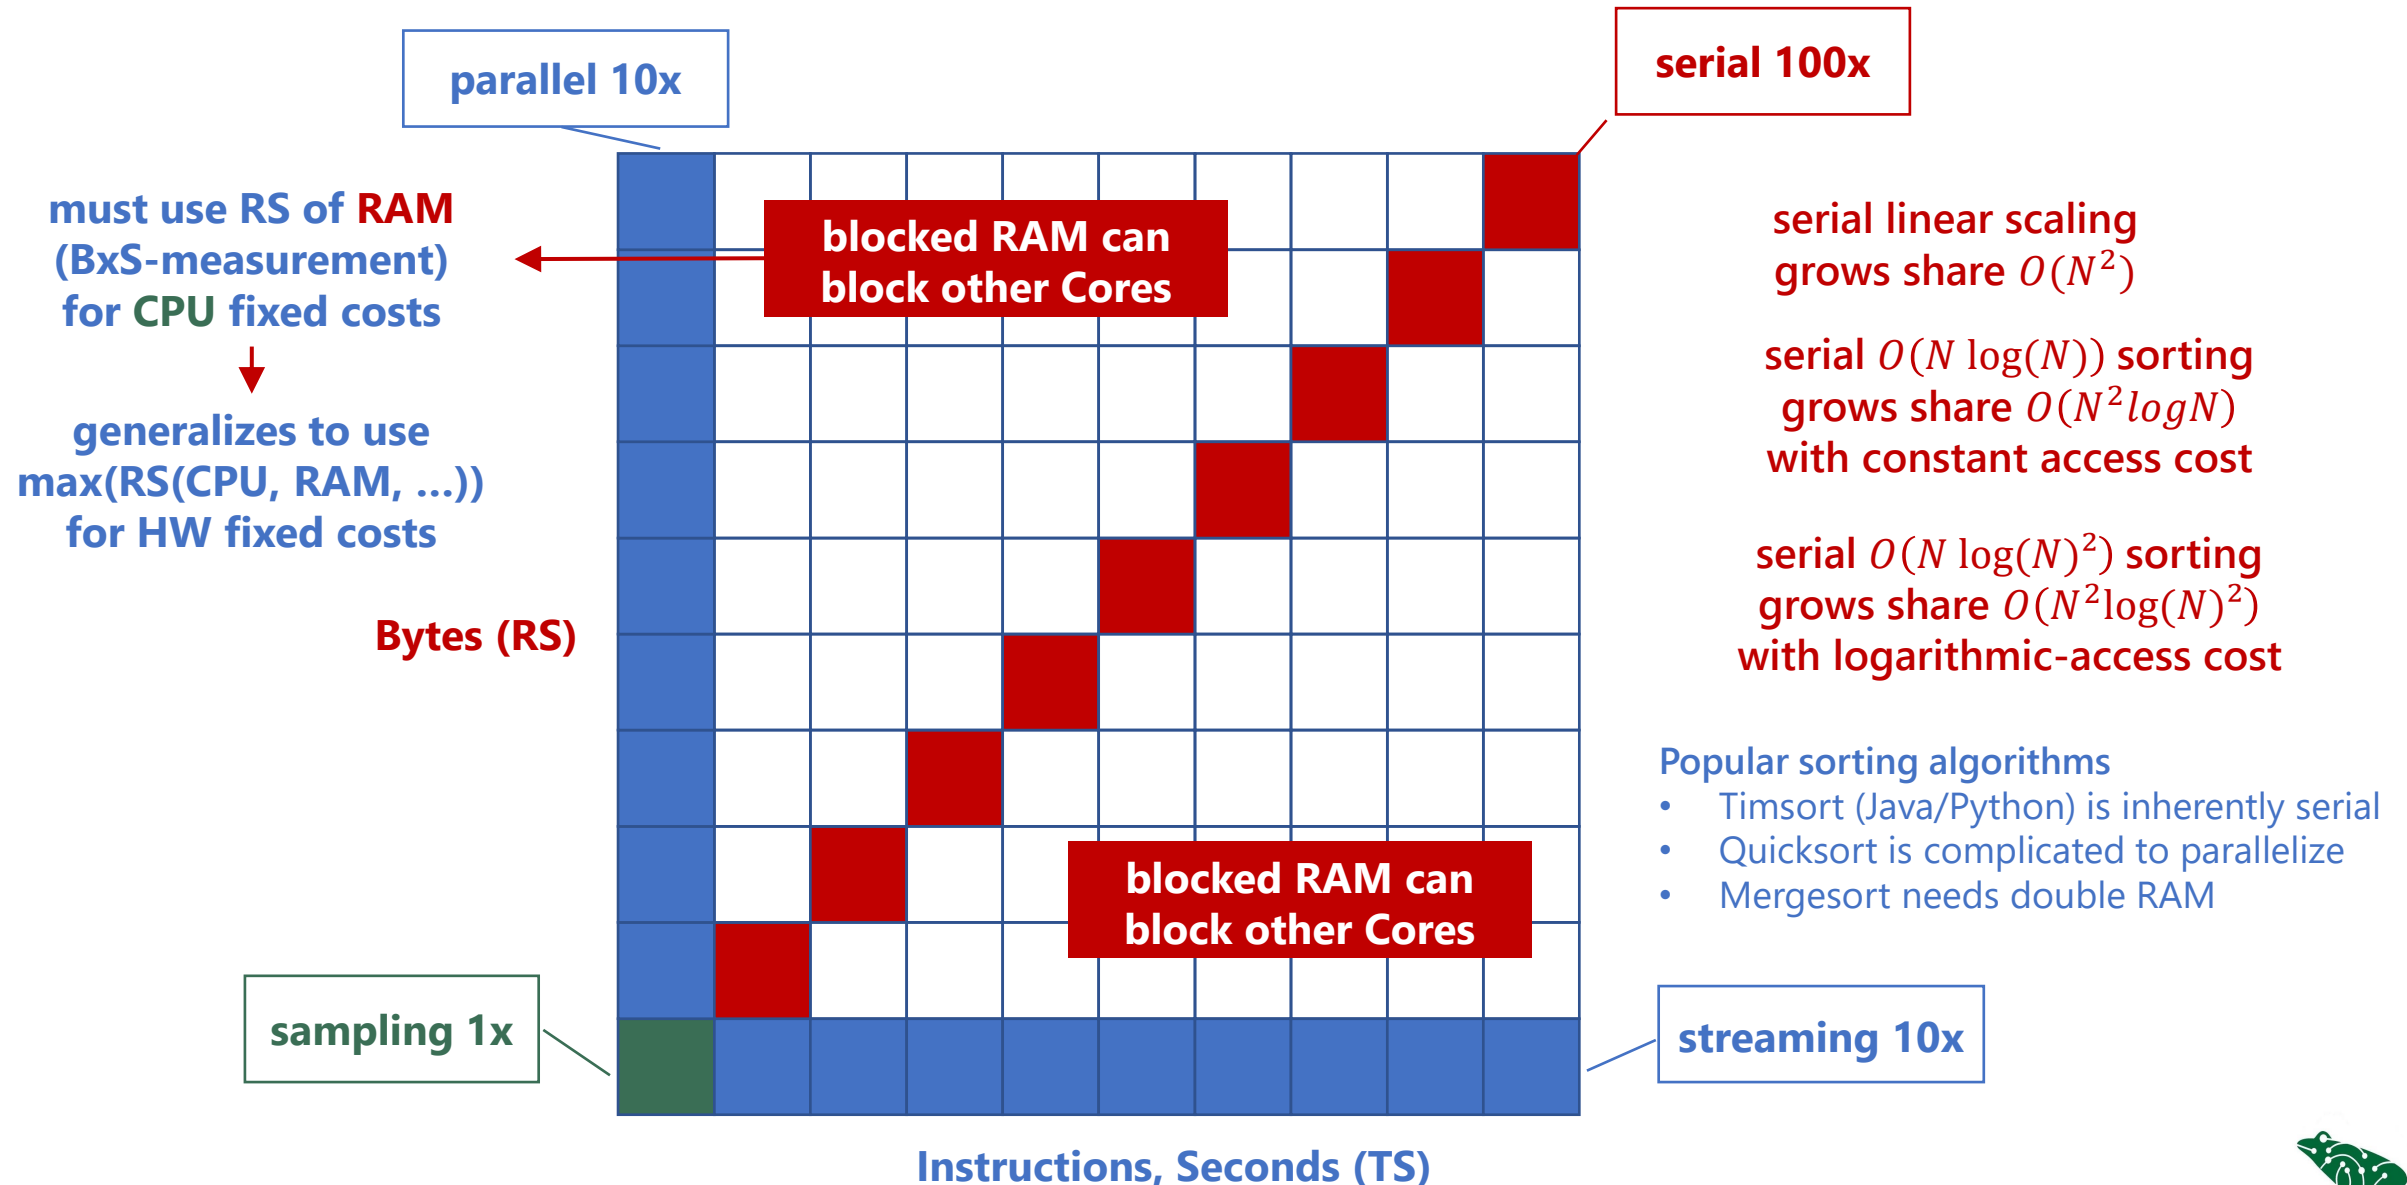 parallel 10x
serial 100x
must use RS of RAM
(BxS-measurement)
for CPU fixed costs
generalizes to use
max(RS(CPU, RAM, ...))
for HW fixed costs
blocked RAM can
block other Cores
serial linear scaling
grows share O(N²)
serial O(N log(N)) sorting
grows share O(N²logN)
with constant access cost
serial O(N log(N)²) sorting
grows share O(N²log(N)²)
with logarithmic-access cost
Bytes (RS)
Popular sorting algorithms
• Timsort (Java/Python) is inherently serial
• Quicksort is complicated to parallelize
• Mergesort needs double RAM
blocked RAM can
block other Cores
sampling 1x
streaming 10x
Instructions, Seconds (TS)